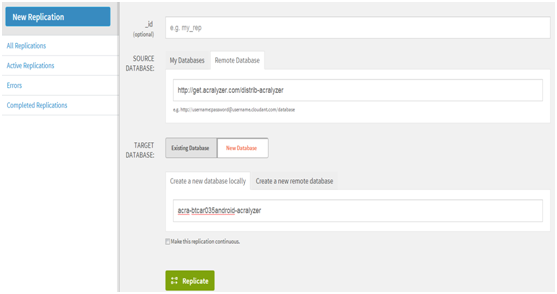 New Replication
All Replications
Active Replications
Errors
Completed Replications
_id
(optional)
e.g. my_rep
SOURCE
DATABASE:
My Databases
Remote Database
http://get.acralyzer.com/distrib-acralyzer
e.g. http://username:password@username.cloudant.com/database
TARGET
DATABASE:
Existing Database
New Database
Create a new database locally
Create a new remote database
acra-btcar035android-acralyzer
Make this replication continuous.
Replicate